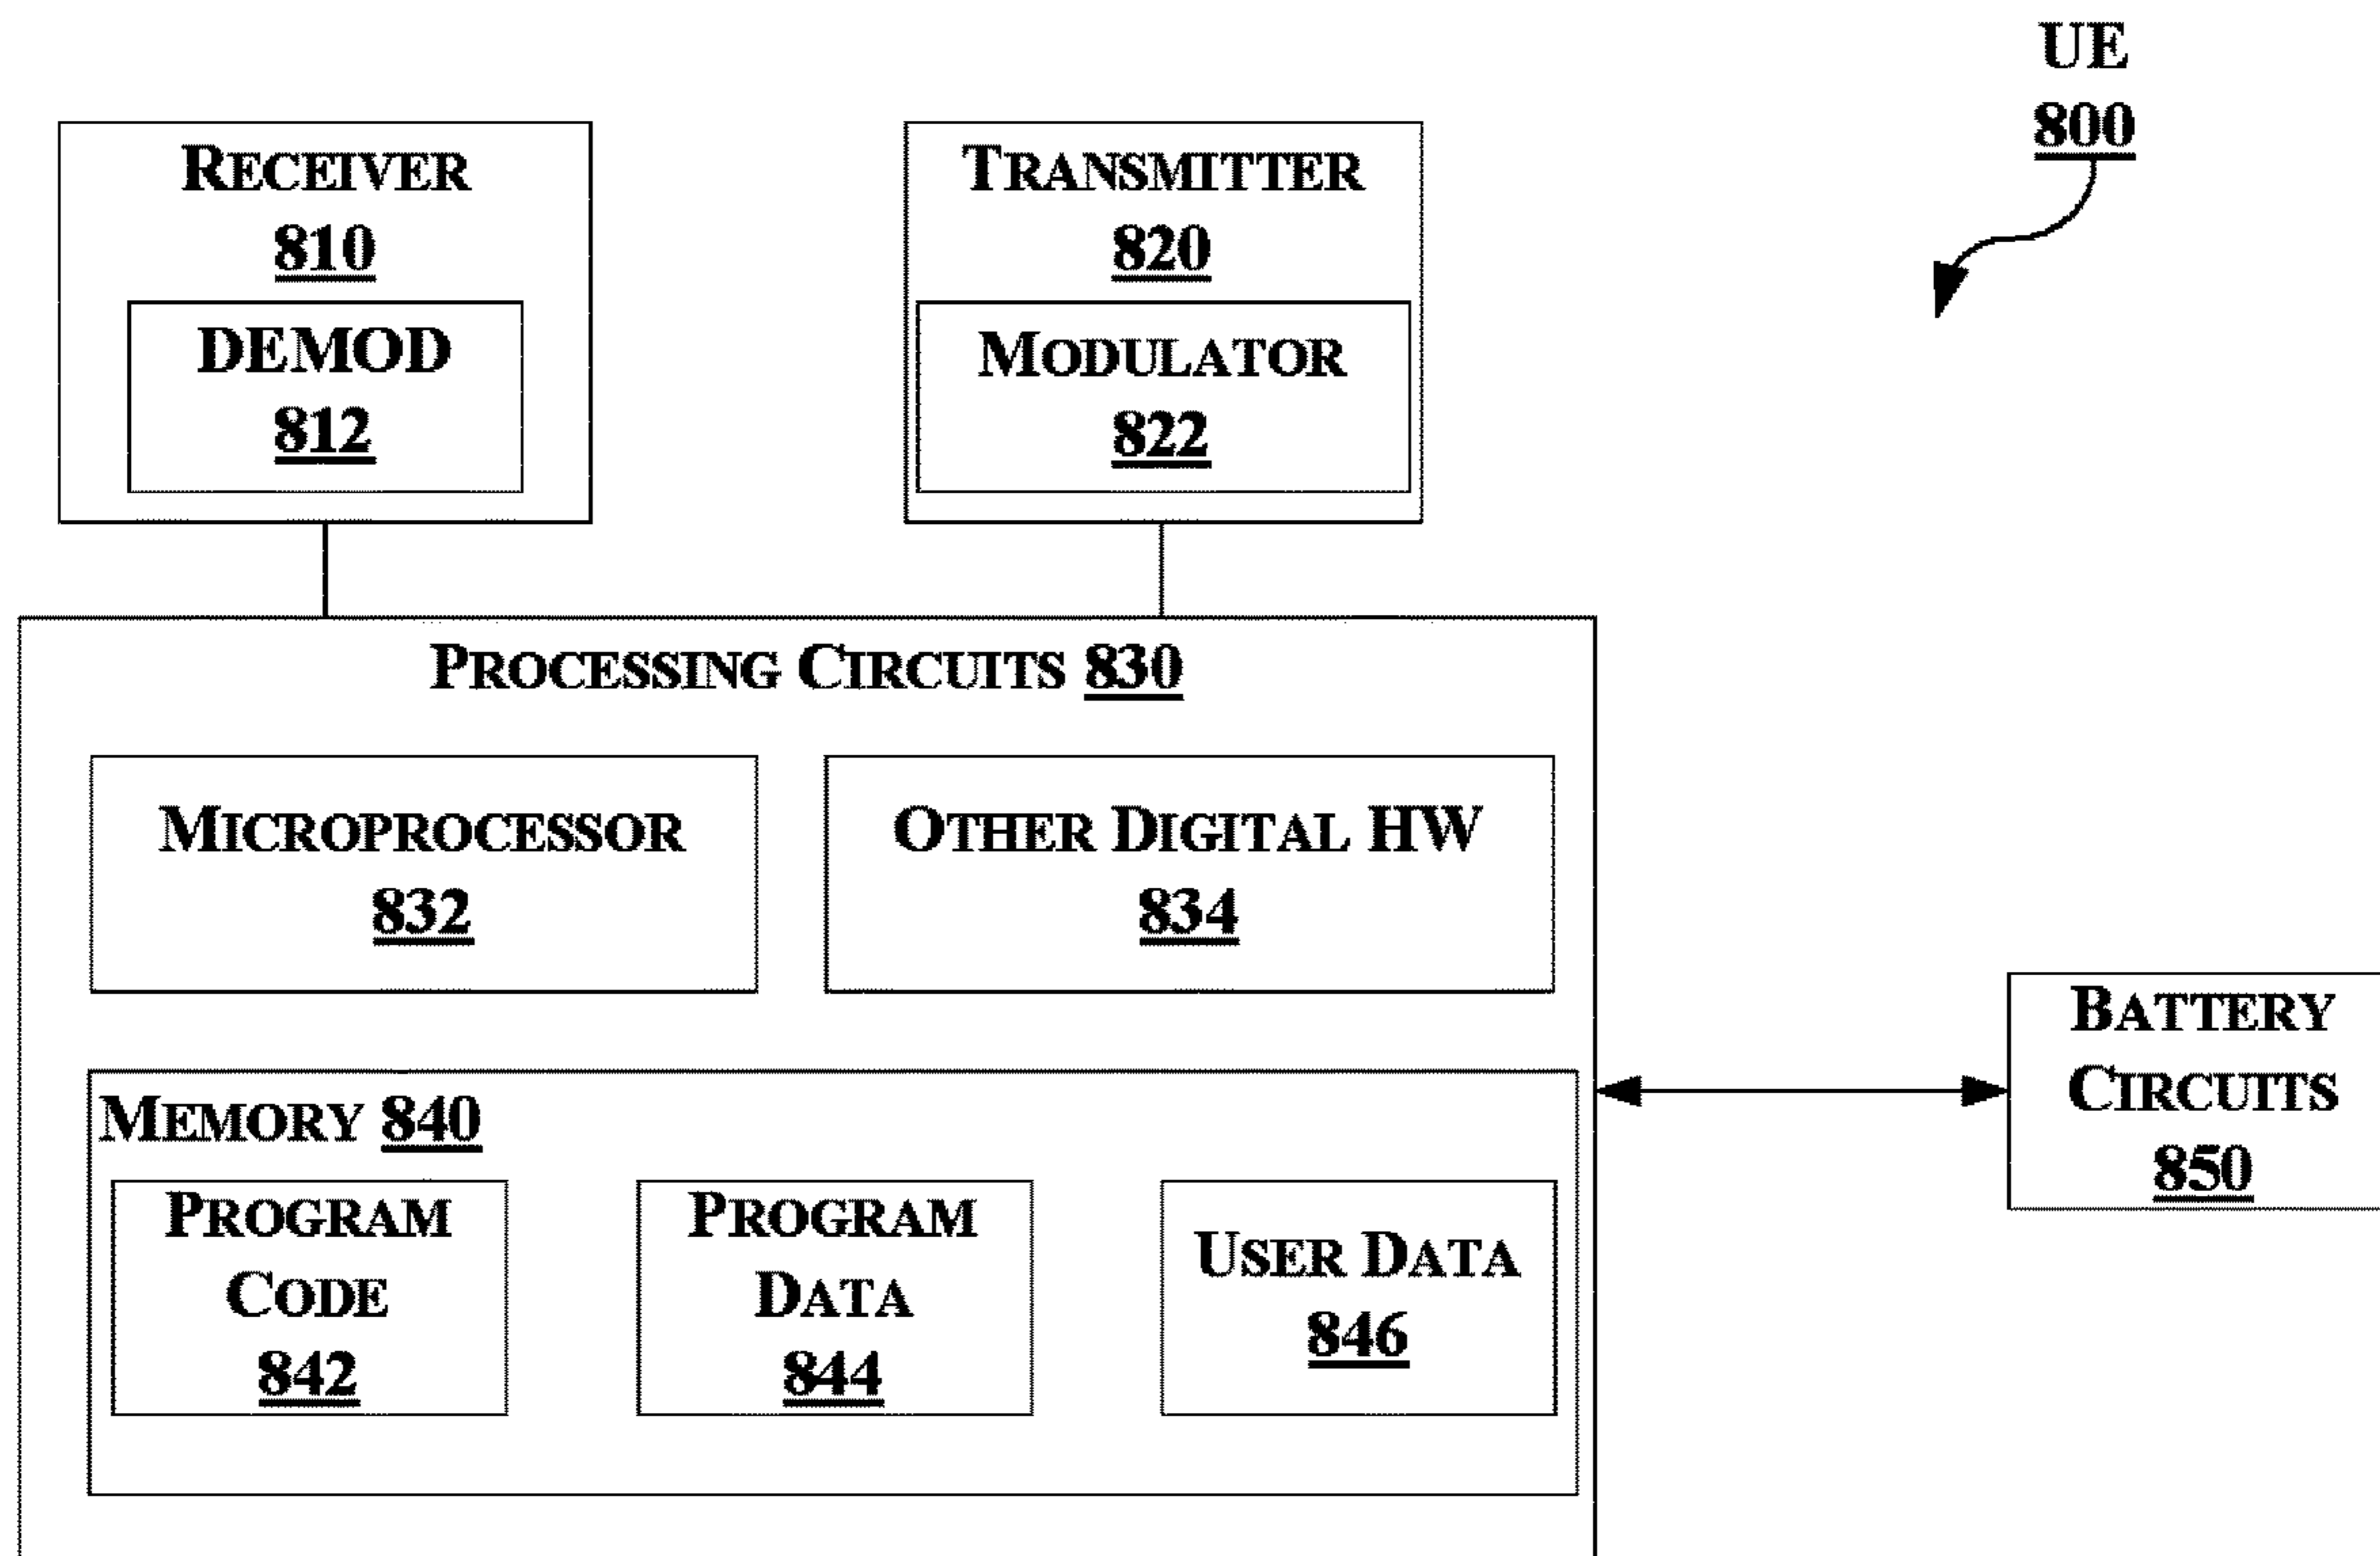 UE
800
RECEIVER
810
DEMOD
812
TRANSMITTER
820
MODULATOR
822
PROCESSING CIRCUITS 830
MICROPROCESSOR
832
OTHER DIGITAL HW
834
MEMORY 840
PROGRAM
CODE
842
PROGRAM
DATA
844
USER DATA
846
BATTERY
CIRCUITS
850